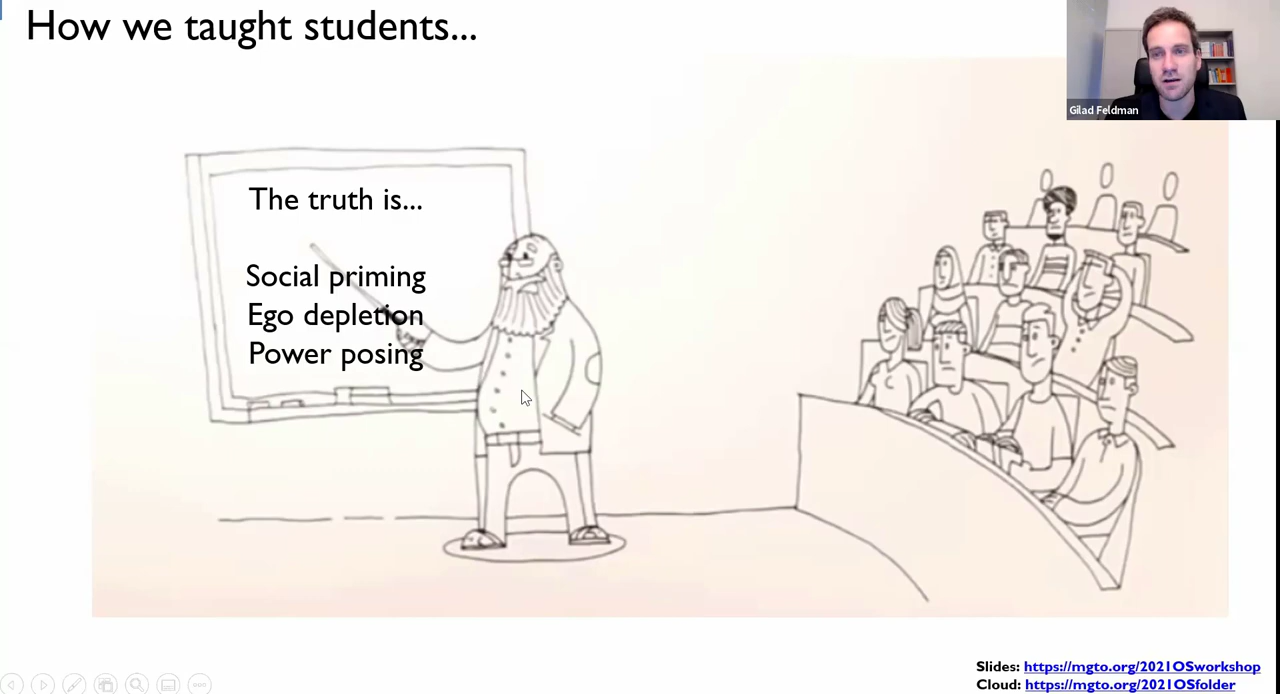 How we taught students...
Gilad Feldman
The truth is...
Social priming
Ego depletion
Power posing
Slides: https://mgto.org/2021OSworkshop
Cloud: https://mgto.org/2021OSfolder